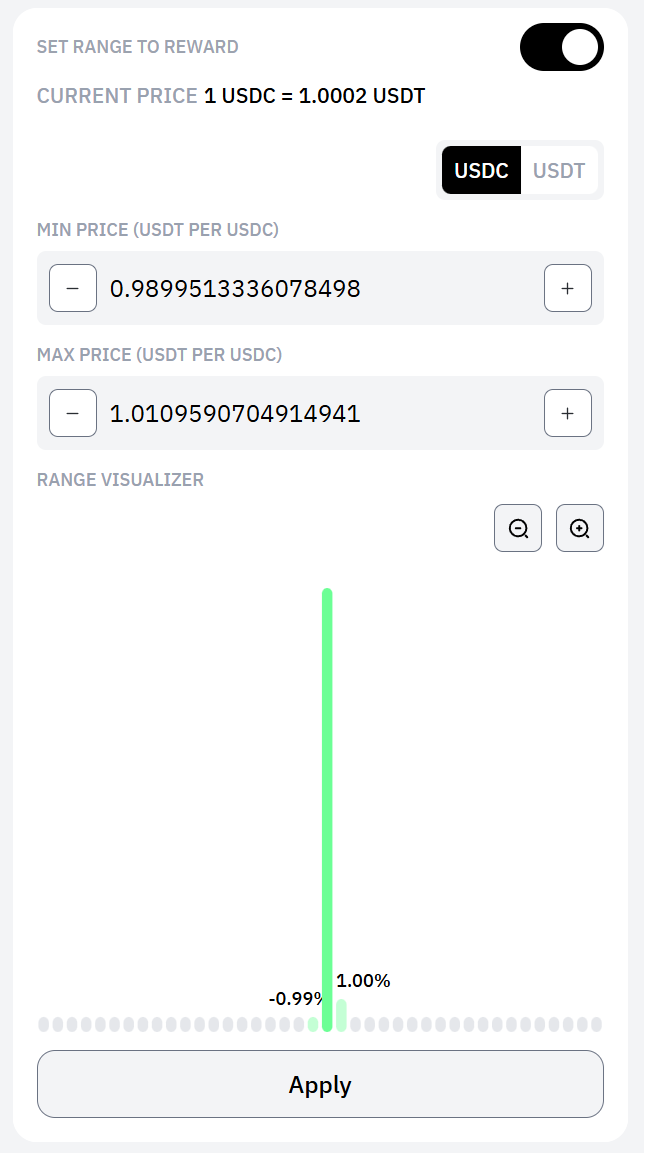 SET RANGE TO REWARD
CURRENT PRICE 1 USDC = 1.0002 USDT
USDC USDT
MIN PRICE (USDT PER USDC)
− 0.9899513336078498 +
MAX PRICE (USDT PER USDC)
− 1.0109590704914941 +
RANGE VISUALIZER
1.00%
-0.99%
Apply